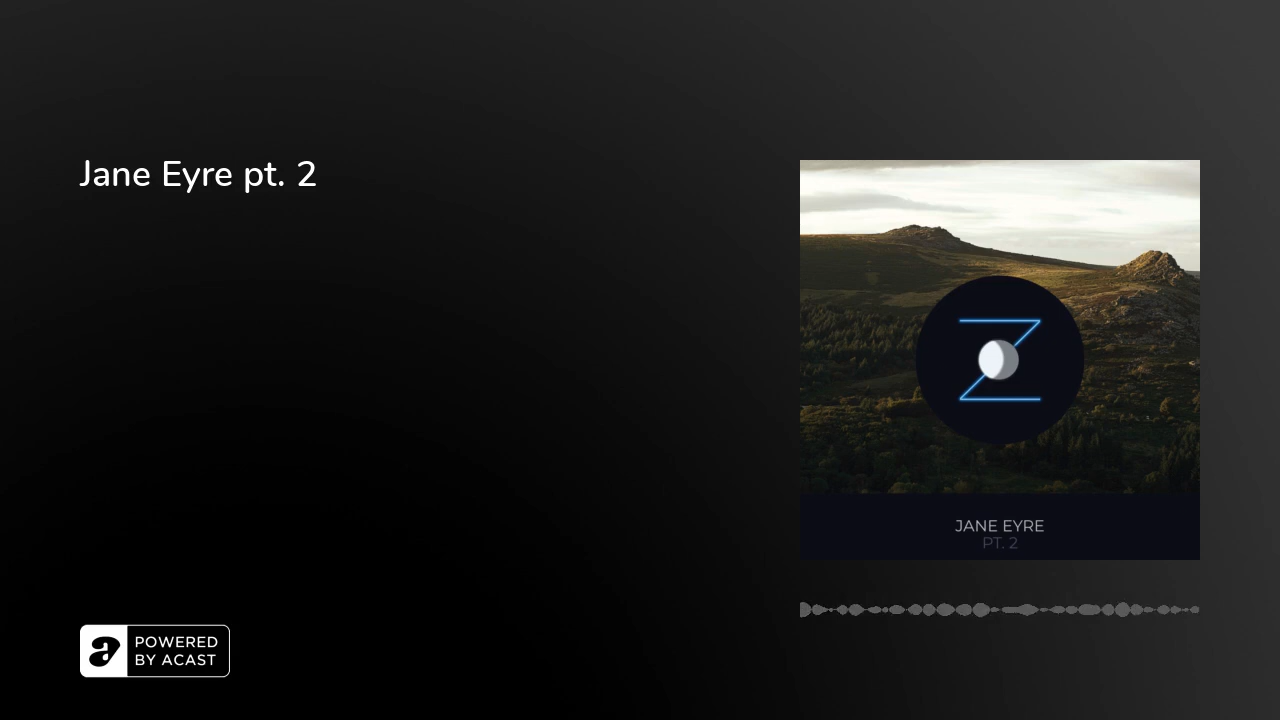 Jane Eyre pt. 2
Z
JANE EYRE
PT. 2
a
POWERED
BY ACAST